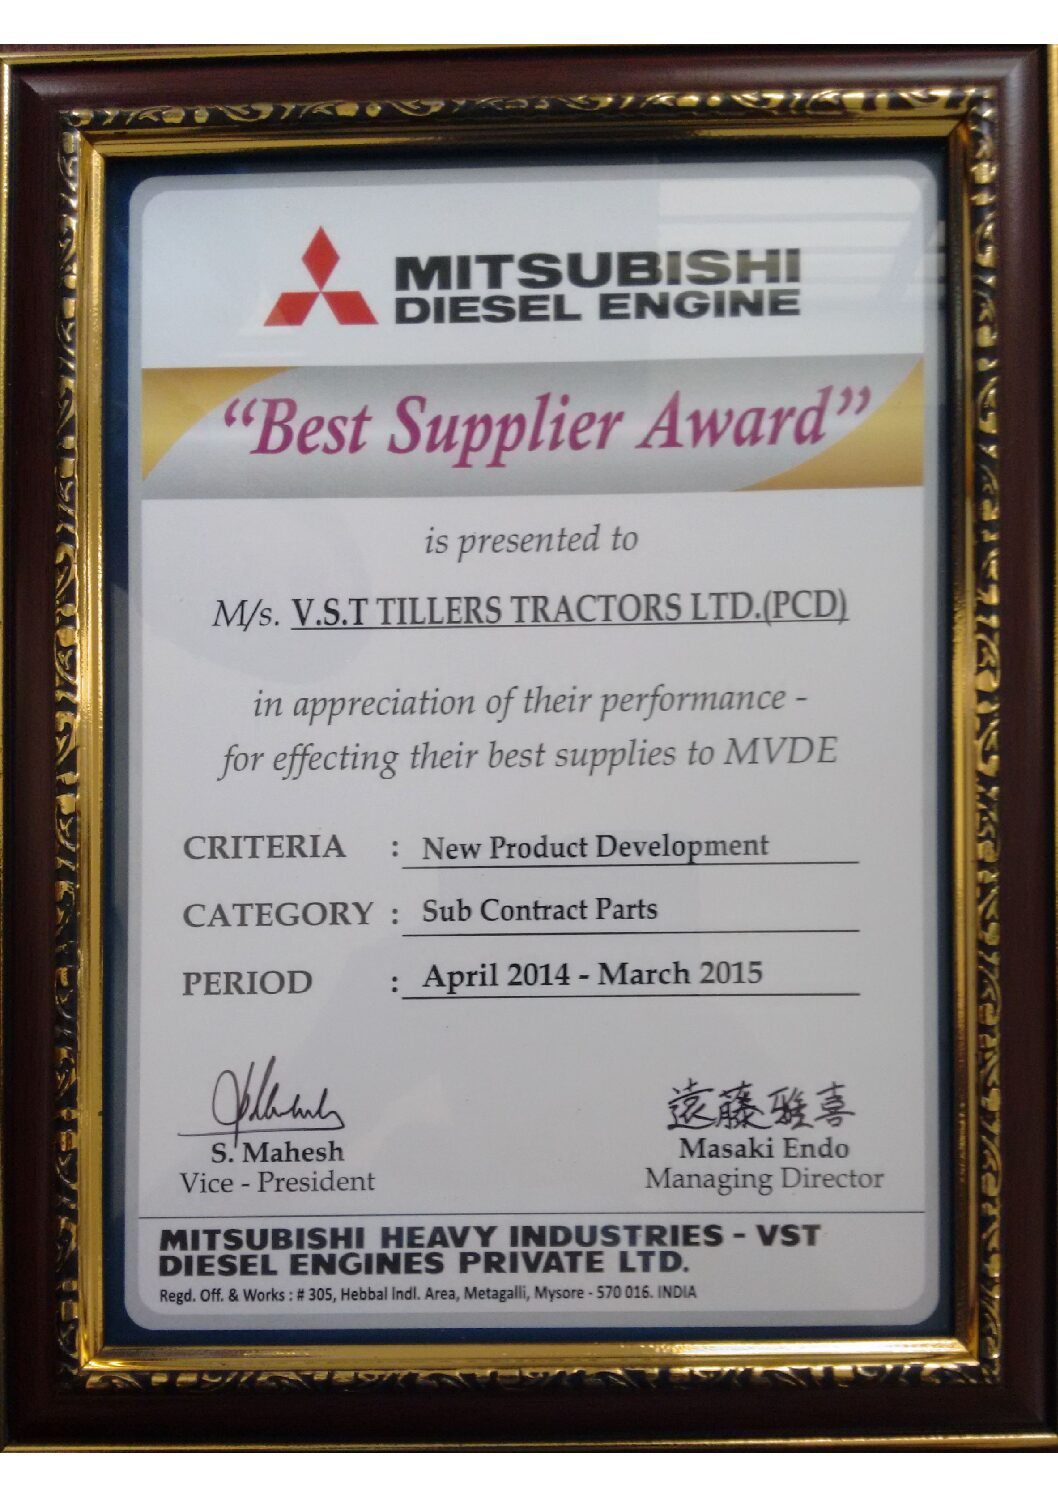 MITSUBISHI
DIESEL ENGINE
“Best Supplier Award”
is presented to
M/s. V.S.T TILLERS TRACTORS LTD.(PCD)
in appreciation of their performance -
for effecting their best supplies to MVDE
CRITERIA : New Product Development
CATEGORY : Sub Contract Parts
PERIOD : April 2014 - March 2015
遠藤雅喜
S. Mahesh Masaki Endo
Vice - President Managing Director
MITSUBISHI HEAVY INDUSTRIES - VST
DIESEL ENGINES PRIVATE LTD.
Regd. Off. & Works : # 305, Hebbal Indl. Area, Metagalli, Mysore - 570 016. INDIA